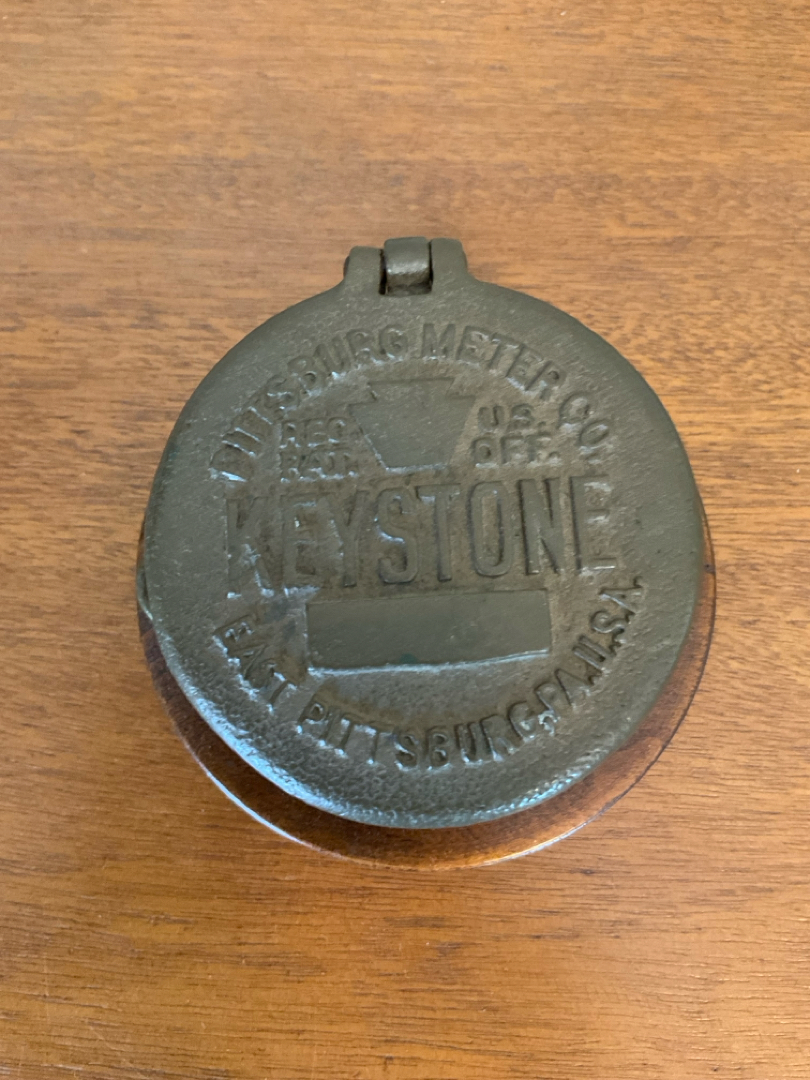 PITTSBURG METER CO.
REG. U.S.
PAT. OFF.
KEYSTONE
EAST PITTSBURG, PA., U.S.A.